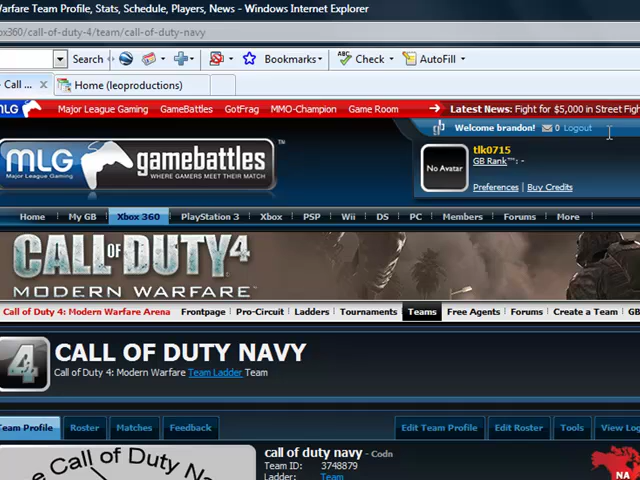 Warfare Team Profile, Stats, Schedule, Players, News - Windows Internet Explorer
ox360/call-of-duty-4/team/call-of-duty-navy
Search Bookmarks Check AutoFill
- Call ... Home (leoproductions)
MLG Major League Gaming GameBattles GotFrag MMO-Champion Game Room Latest News: Fight for $5,000 in Street Figh
gb Welcome brandon! 0 Logout
No Avatar
tlk0715
GB Rank™: -
Preferences | Buy Credits
MLG Major League Gaming gamebattles ™
WHERE GAMERS MEET THEIR MATCH
Home My GB Xbox 360 PlayStation 3 Xbox PSP Wii DS PC Members Forums More
CALL OF DUTY 4
MODERN WARFARE™
Call of Duty 4: Modern Warfare Arena Frontpage Pro-Circuit Ladders Tournaments Teams Free Agents Forums Create a Team GB
4 CALL OF DUTY NAVY
Call of Duty 4: Modern Warfare Team Ladder Team
Team Profile Roster Matches Feedback Edit Team Profile Edit Roster Tools View Log
e Call of Duty Na
call of duty navy - Codn
Team ID: 3748879
Ladder: Team
NA